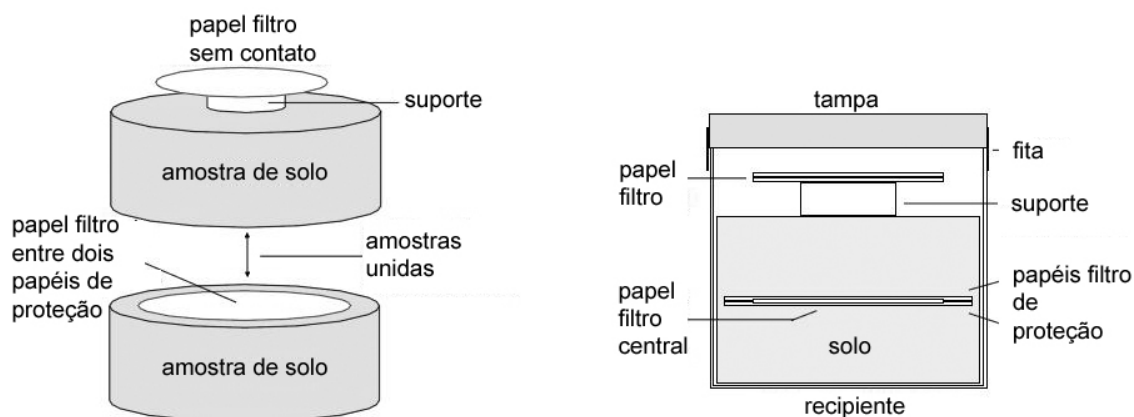 papel filtro
sem contato
suporte
amostra de solo
papel filtro
entre dois
papéis de
proteção
amostras
unidas
amostra de solo
tampa
fita
papel
filtro
suporte
papéis filtro
de
proteção
papel
filtro
central
solo
recipiente